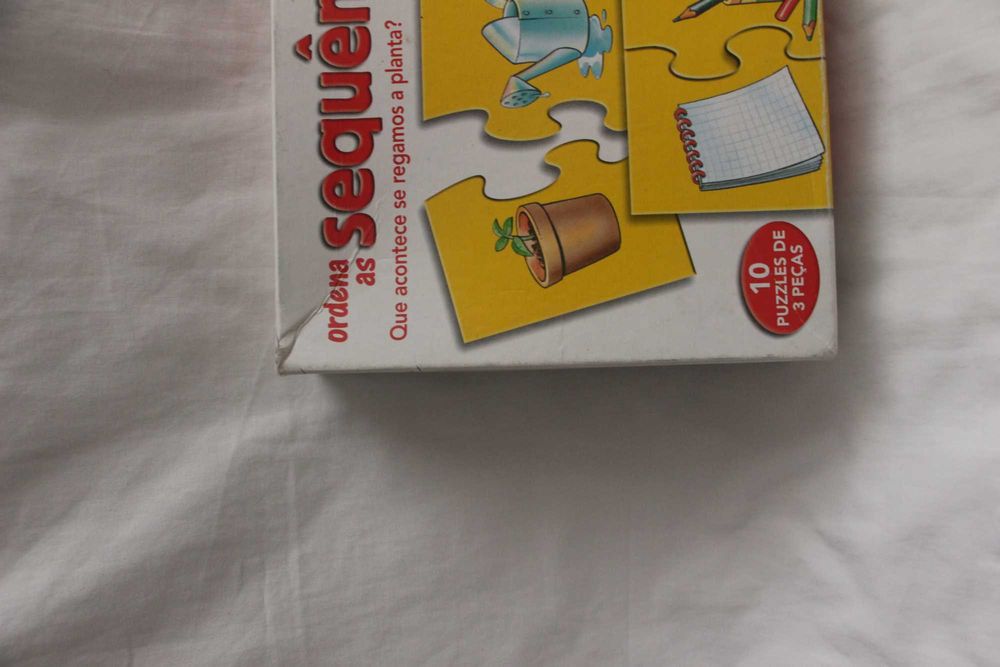 ordena
as sequên
Que acontece se regamos a planta?
10
PUZZLES DE
3 PEÇAS